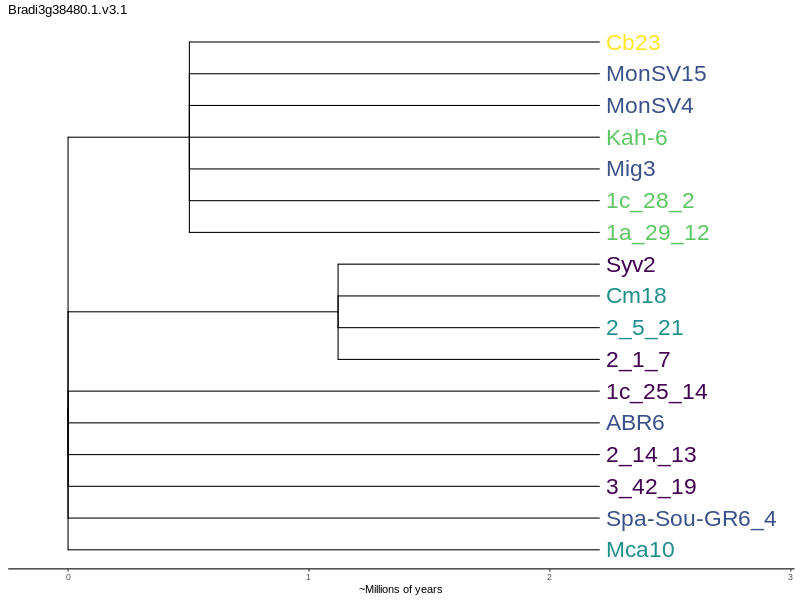 Bradi3g38480.1.v3.1
Cb23
MonSV15
MonSV4
Kah-6
Mig3
1c_28_2
1a_29_12
Syv2
Cm18
2_5_21
2_1_7
1c_25_14
ABR6
2_14_13
3_42_19
Spa-Sou-GR6_4
Mca10
0 1 2 3
~Millions of years